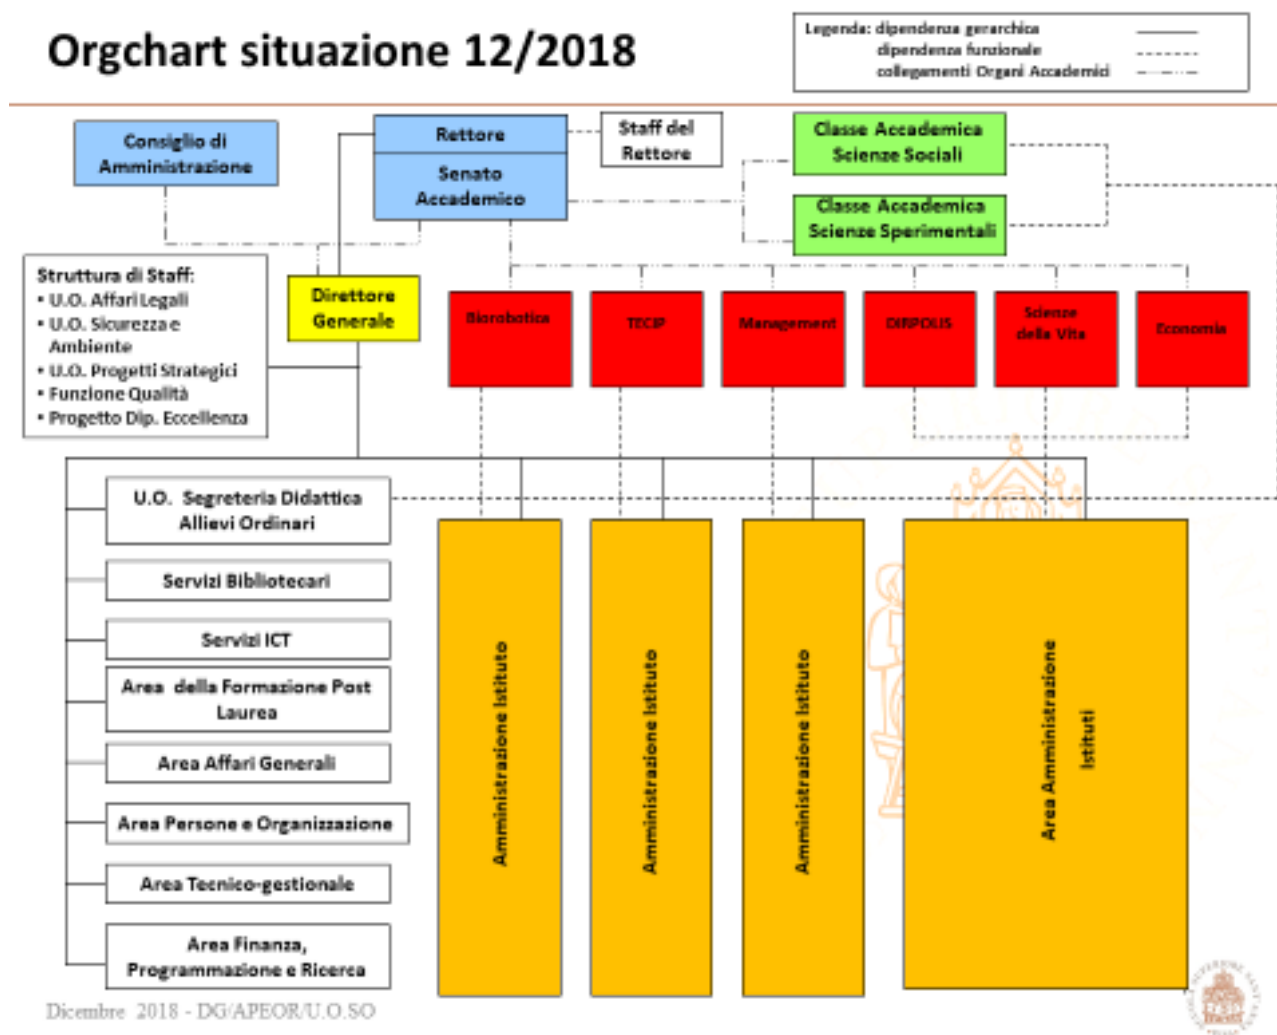 Orgchart situazione 12/2018
Legenda: dipendenza gerarchica
dipendenza funzionale
collegamenti Organi Accademici
Consiglio di
Amministrazione
Rettore
Senato
Accademico
Staff del
Rettore
Classe Accademica
Scienze Sociali
Classe Accademica
Scienze Sperimentali
Struttura di Staff:
▪ U.O. Affari Legali
▪ U.O. Sicurezza e
Ambiente
▪ U.O. Progetti Strategici
▪ Funzione Qualità
▪ Progetto Dip. Eccellenza
Direttore
Generale
Biorobotica
TECIP
Management
DIRPOLIS
Scienze
della Vita
Economia
U.O. Segreteria Didattica
Allievi Ordinari
Servizi Bibliotecari
Servizi ICT
Area della Formazione Post
Laurea
Area Affari Generali
Area Persone e Organizzazione
Area Tecnico-gestionale
Area Finanza,
Programmazione e Ricerca
Amministrazione Istituto
Amministrazione Istituto
Amministrazione Istituto
Area Amministrazione
Istituti
Dicembre 2018 - DG/APEOR/U.O.SO